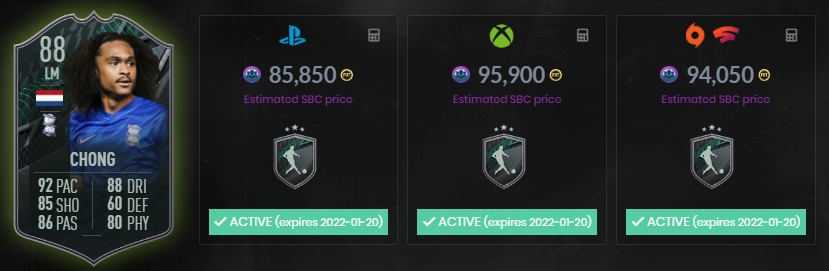 88
LM
CHONG
92 PAC 88 DRI
85 SHO 60 DEF
86 PAS 80 PHY
85,850
Estimated SBC price
ACTIVE (expires 2022-01-20)
95,900
Estimated SBC price
ACTIVE (expires 2022-01-20)
94,050
Estimated SBC price
ACTIVE (expires 2022-01-20)